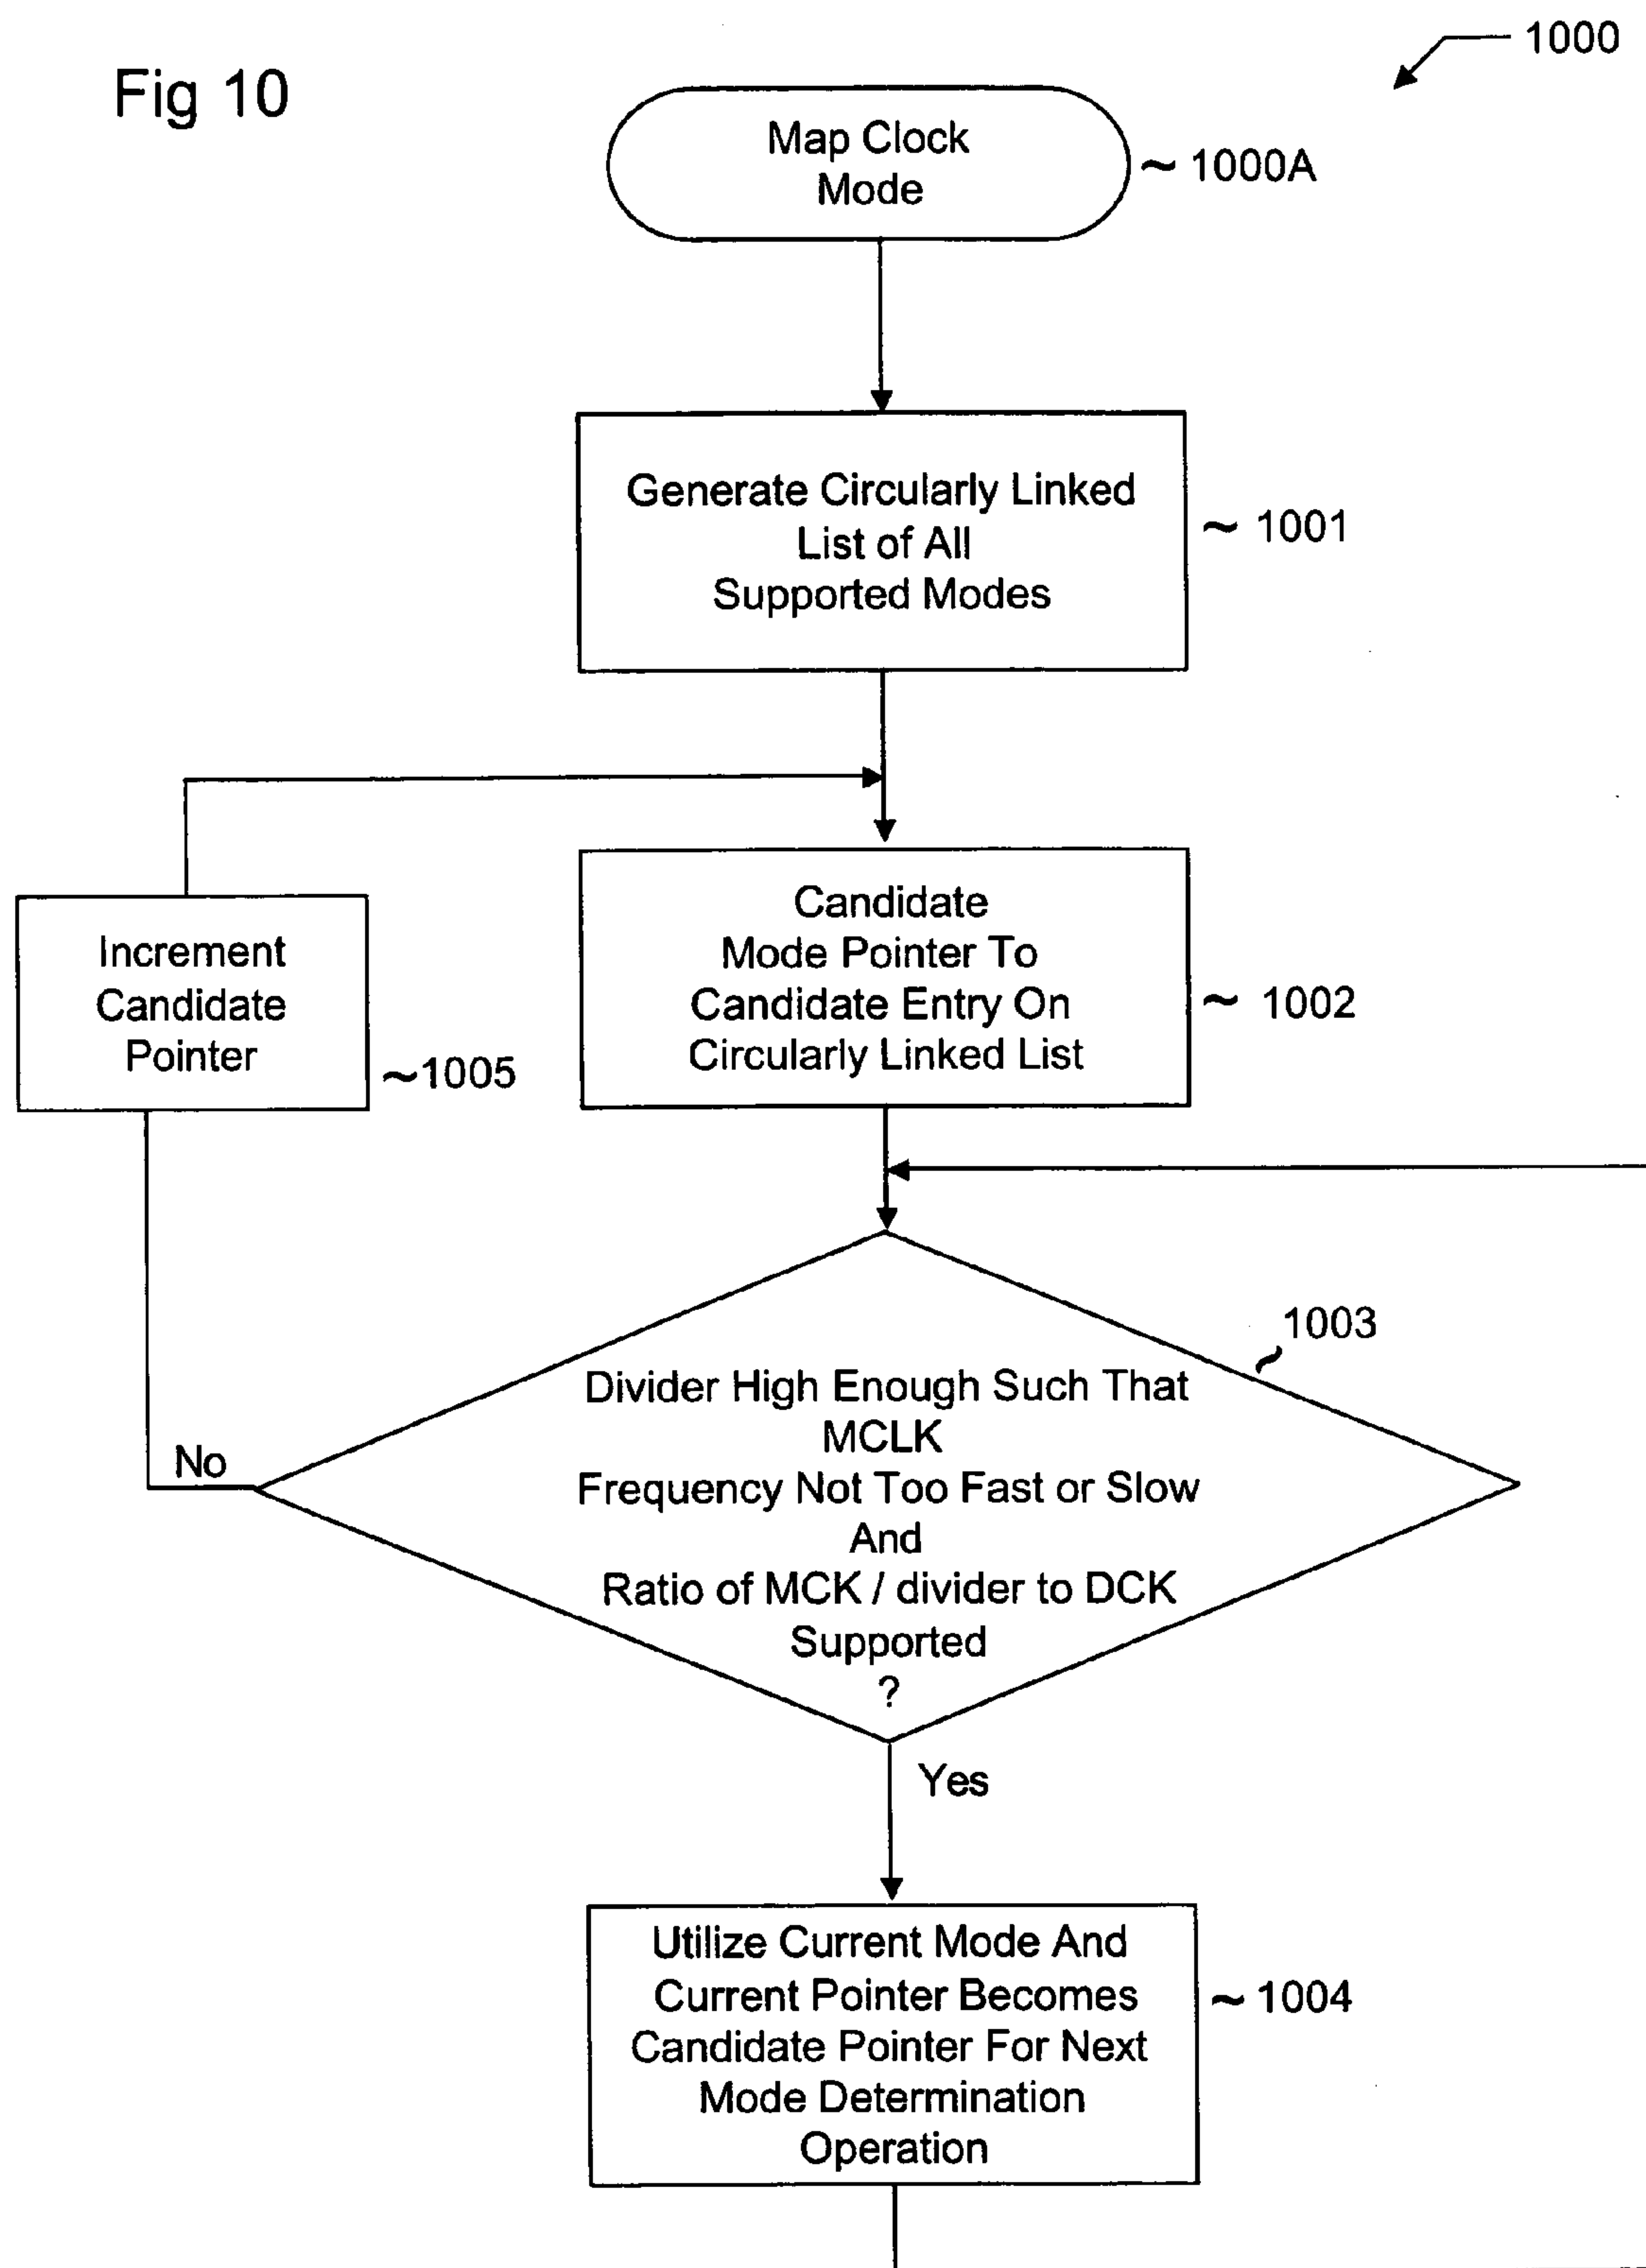 Fig 10
1000
Map Clock
Mode
~ 1000A
Generate Circularly Linked
List of All
Supported Modes
~ 1001
Increment
Candidate
Pointer
~1005
Candidate
Mode Pointer To
Candidate Entry On
Circularly Linked List
~ 1002
1003
~
Divider High Enough Such That
MCLK
Frequency Not Too Fast or Slow
And
Ratio of MCK / divider to DCK
Supported
?
No
Yes
Utilize Current Mode And
Current Pointer Becomes
Candidate Pointer For Next
Mode Determination
Operation
~ 1004